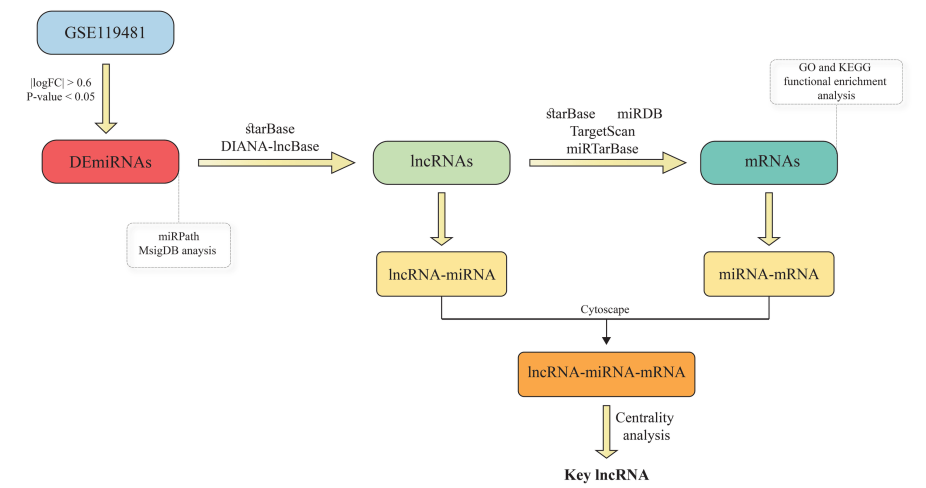 GSE119481
|logFC| > 0.6
P-value < 0.05
DEmiRNAs
miRPath
MsigDB anaysis
starBase
DIANA-lncBase
lncRNAs
starBase miRDB
TargetScan
miRTarBase
mRNAs
GO and KEGG
functional enrichment
analysis
lncRNA-miRNA
miRNA-mRNA
Cytoscape
lncRNA-miRNA-mRNA
Centrality
analysis
Key lncRNA